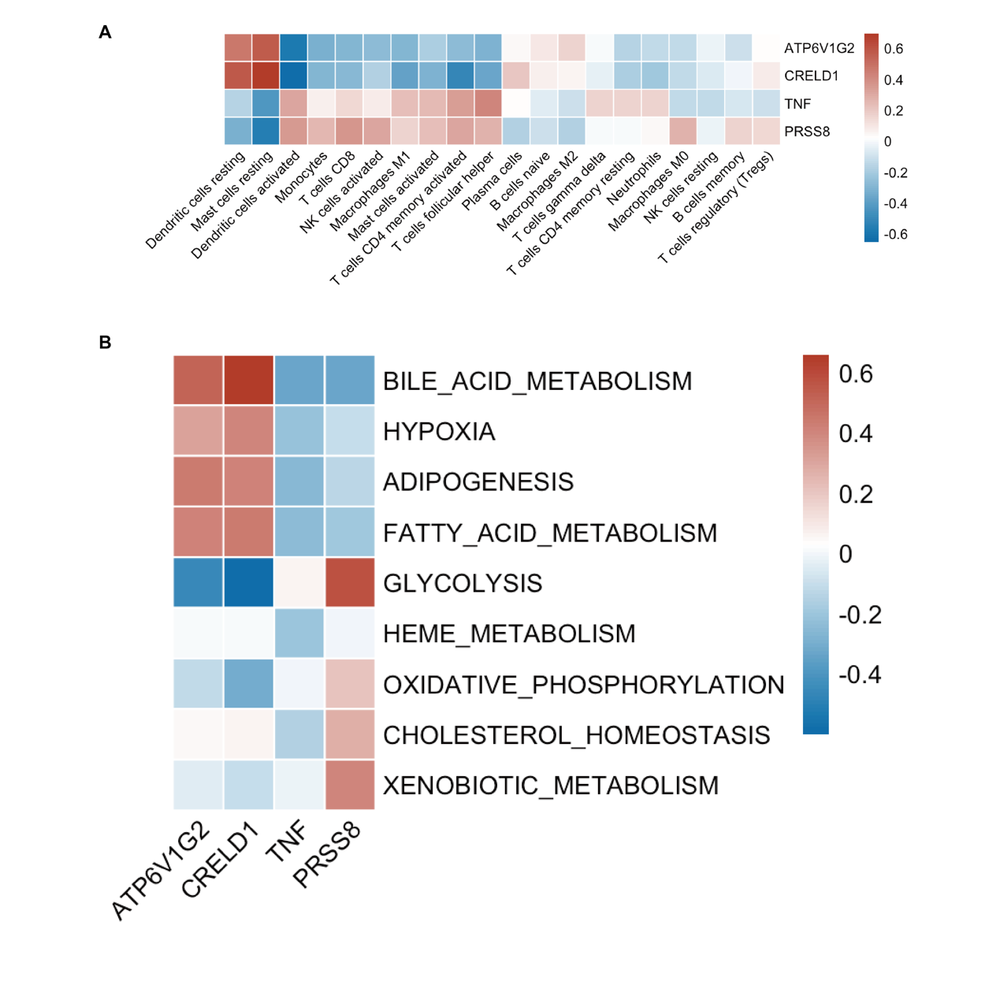 A
ATP6V1G2
CRELD1
TNF
PRSS8
0.6
0.4
0.2
0
-0.2
-0.4
-0.6
Dendritic cells resting
Mast cells resting
Dendritic cells activated
Monocytes
T cells CD8
NK cells activated
Macrophages M1
Mast cells activated
T cells CD4 memory activated
T cells follicular helper
Plasma cells
B cells naive
Macrophages M2
T cells gamma delta
T cells CD4 memory resting
Neutrophils
Macrophages M0
NK cells resting
B cells memory
T cells regulatory (Tregs)
B
BILE_ACID_METABOLISM
HYPOXIA
ADIPOGENESIS
FATTY_ACID_METABOLISM
GLYCOLYSIS
HEME_METABOLISM
OXIDATIVE_PHOSPHORYLATION
CHOLESTEROL_HOMEOSTASIS
XENOBIOTIC_METABOLISM
0.6
0.4
0.2
0
-0.2
-0.4
ATP6V1G2
CRELD1
TNF
PRSS8